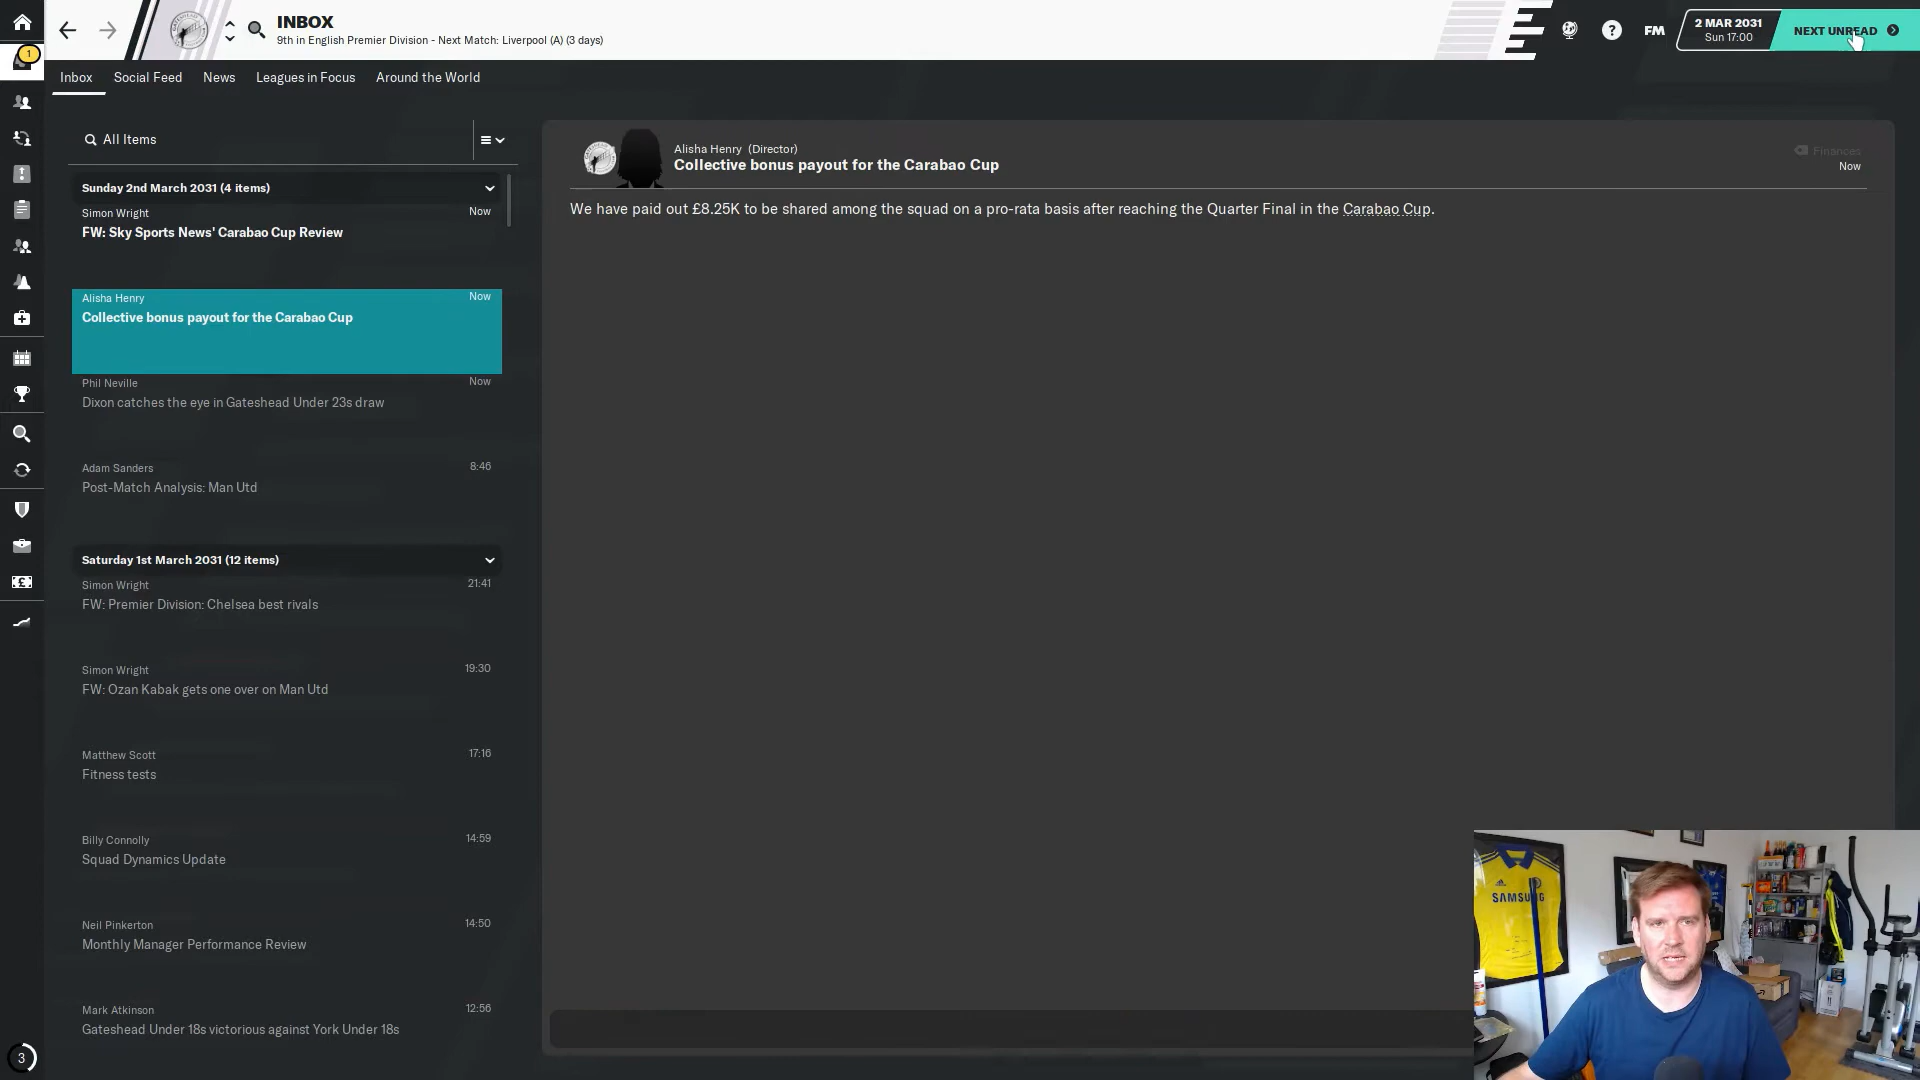 INBOX
9th in English Premier Division - Next Match: Liverpool (A) (3 days)
FM
2 MAR 2031
Sun 17:00
NEXT UNREAD
1
Inbox
Social Feed
News
Leagues in Focus
Around the World
All Items
Sunday 2nd March 2031 (4 items)
Simon Wright
Now
FW: Sky Sports News' Carabao Cup Review
Alisha Henry
Now
Collective bonus payout for the Carabao Cup
Phil Neville
Now
Dixon catches the eye in Gateshead Under 23s draw
Adam Sanders
8:46
Post-Match Analysis: Man Utd
Saturday 1st March 2031 (12 items)
Simon Wright
21:41
FW: Premier Division: Chelsea best rivals
Simon Wright
19:30
FW: Ozan Kabak gets one over on Man Utd
Matthew Scott
17:16
Fitness tests
Billy Connolly
14:59
Squad Dynamics Update
Neil Pinkerton
14:50
Monthly Manager Performance Review
Mark Atkinson
12:56
Gateshead Under 18s victorious against York Under 18s
3
Alisha Henry (Director)
Collective bonus payout for the Carabao Cup
Finances
Now
We have paid out £8.25K to be shared among the squad on a pro-rata basis after reaching the Quarter Final in the Carabao Cup.
SAMSUNG